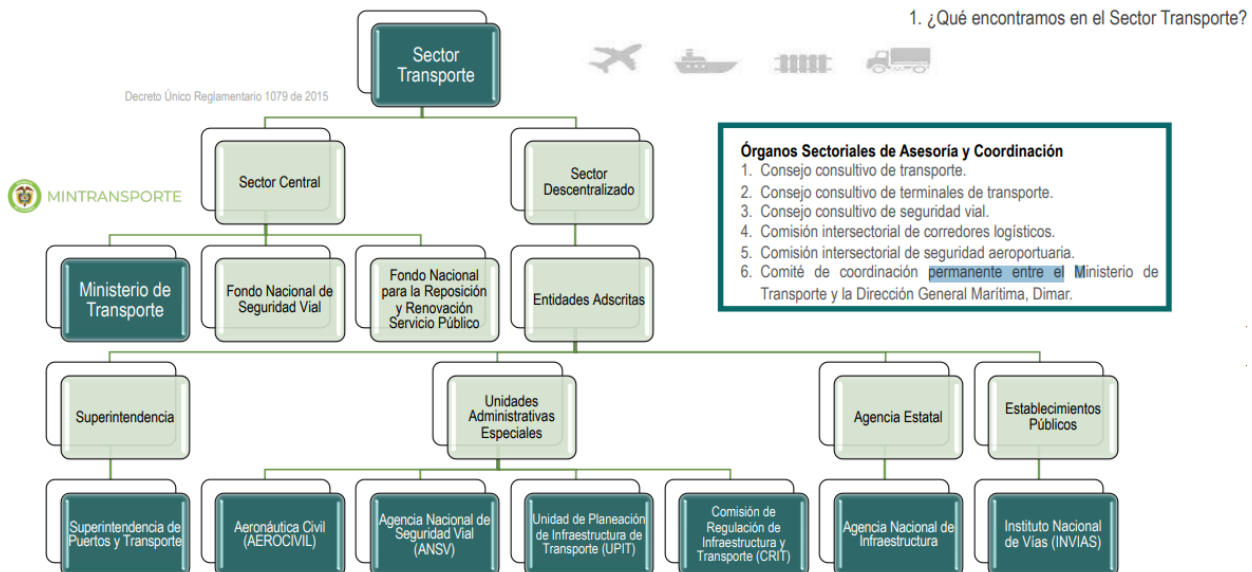 1. ¿Qué encontramos en el Sector Transporte?
Sector
Transporte
Decreto Único Reglamentario 1079 de 2015
MINTRANSPORTE
Sector Central
Sector
Descentralizado
Órganos Sectoriales de Asesoría y Coordinación
1. Consejo consultivo de transporte.
2. Consejo consultivo de terminales de transporte.
3. Consejo consultivo de seguridad vial.
4. Comisión intersectorial de corredores logísticos.
5. Comisión intersectorial de seguridad aeroportuaria.
6. Comité de coordinación permanente entre el Ministerio de
Transporte y la Dirección General Marítima, Dimar.
Ministerio de
Transporte
Fondo Nacional de
Seguridad Vial
Fondo Nacional
para la Reposición
y Renovación
Servicio Público
Entidades Adscritas
Superintendencia
Unidades
Administrativas
Especiales
Agencia Estatal
Establecimientos
Públicos
Superintendencia de
Puertos y Transporte
Aeronáutica Civil
(AEROCIVIL)
Agencia Nacional de
Seguridad Vial
(ANSV)
Unidad de Planeación
de Infraestructura de
Transporte (UPIT)
Comisión de
Regulación de
Infraestructura y
Transporte (CRIT)
Agencia Nacional de
Infraestructura
Instituto Nacional
de Vías (INVIAS)